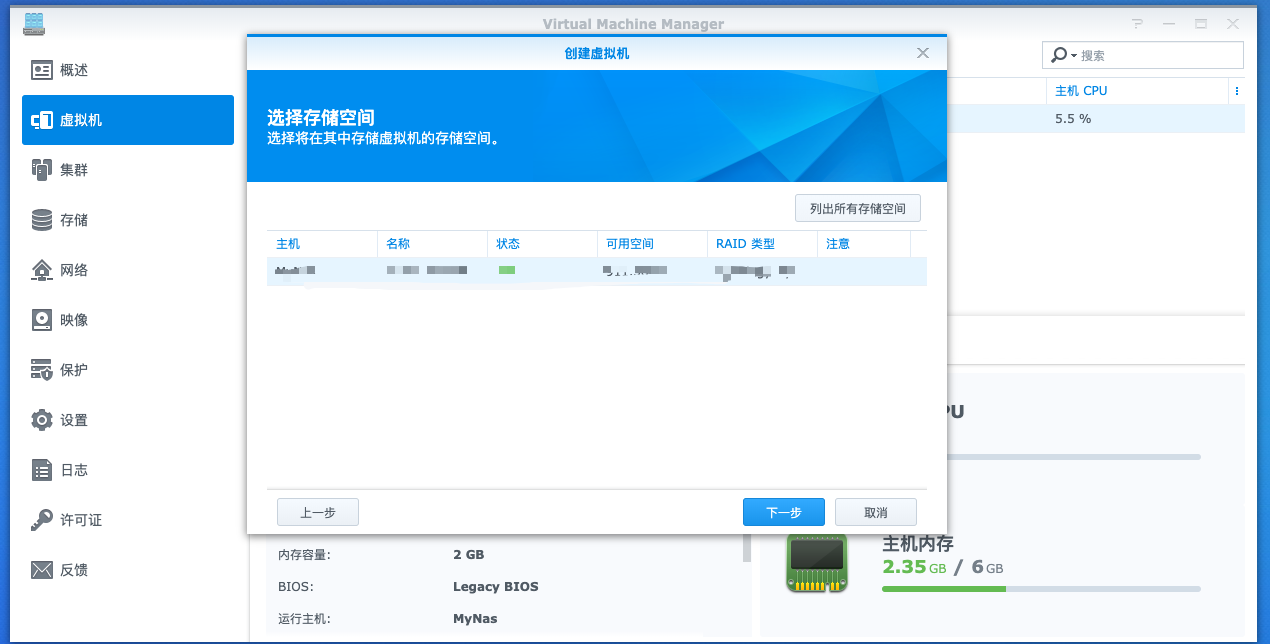 Virtual Machine Manager
创建虚拟机
搜索
概述
虚拟机
集群
存储
网络
映像
保护
设置
日志
许可证
反馈
选择存储空间
选择将在其中存储虚拟机的存储空间。
列出所有存储空间
主机 名称 状态 可用空间 RAID 类型 注意
上一步 下一步 取消
主机 CPU
5.5 %
PU
内存容量: 2 GB
BIOS: Legacy BIOS
运行主机: MyNas
主机内存
2.35 GB / 6 GB